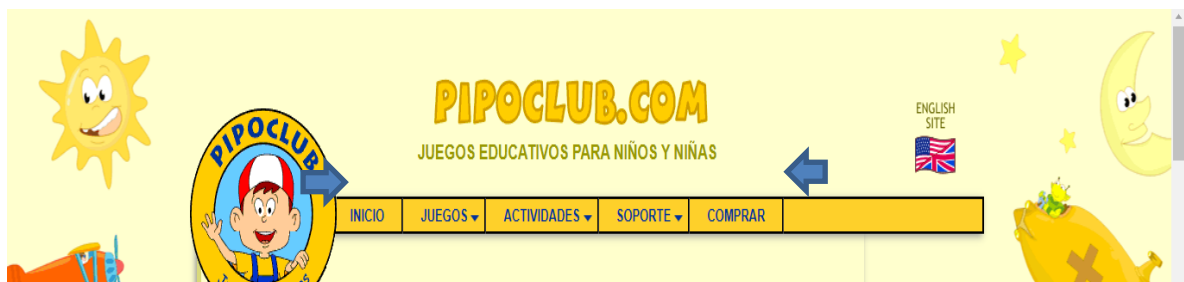 PIPOCLUB.COM
JUEGOS EDUCATIVOS PARA NIÑOS Y NIÑAS
ENGLISH
SITE
PIPOCLUB
INICIO JUEGOS ACTIVIDADES SOPORTE COMPRAR